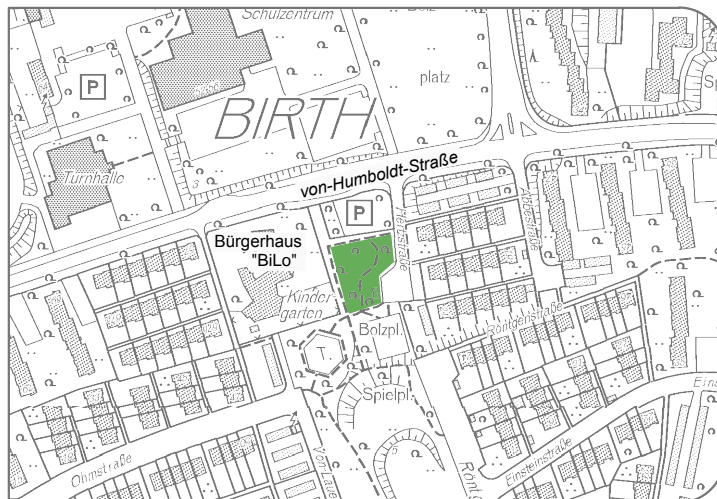 Schulzentrum
platz
P
BIRTH
Turnhalle
von-Humboldt-Straße
P
Bürgerhaus
"BiLo"
Kinder-
garten
Bolzpl.
Röntgenstraße
T
Spielpl.
Einsteinstraße
Ohmstraße